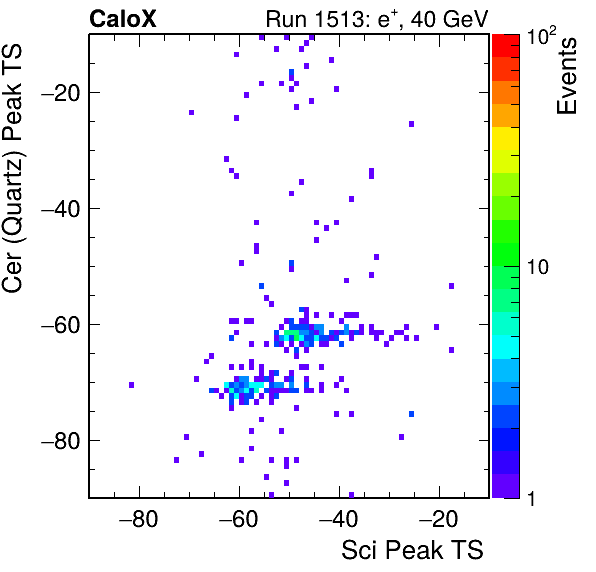 CaloX Run 1513: e⁺, 40 GeV
Cer (Quartz) Peak TS
−20
−40
−60
−80
−80 −60 −40 −20
Sci Peak TS
10²
10
1
Events